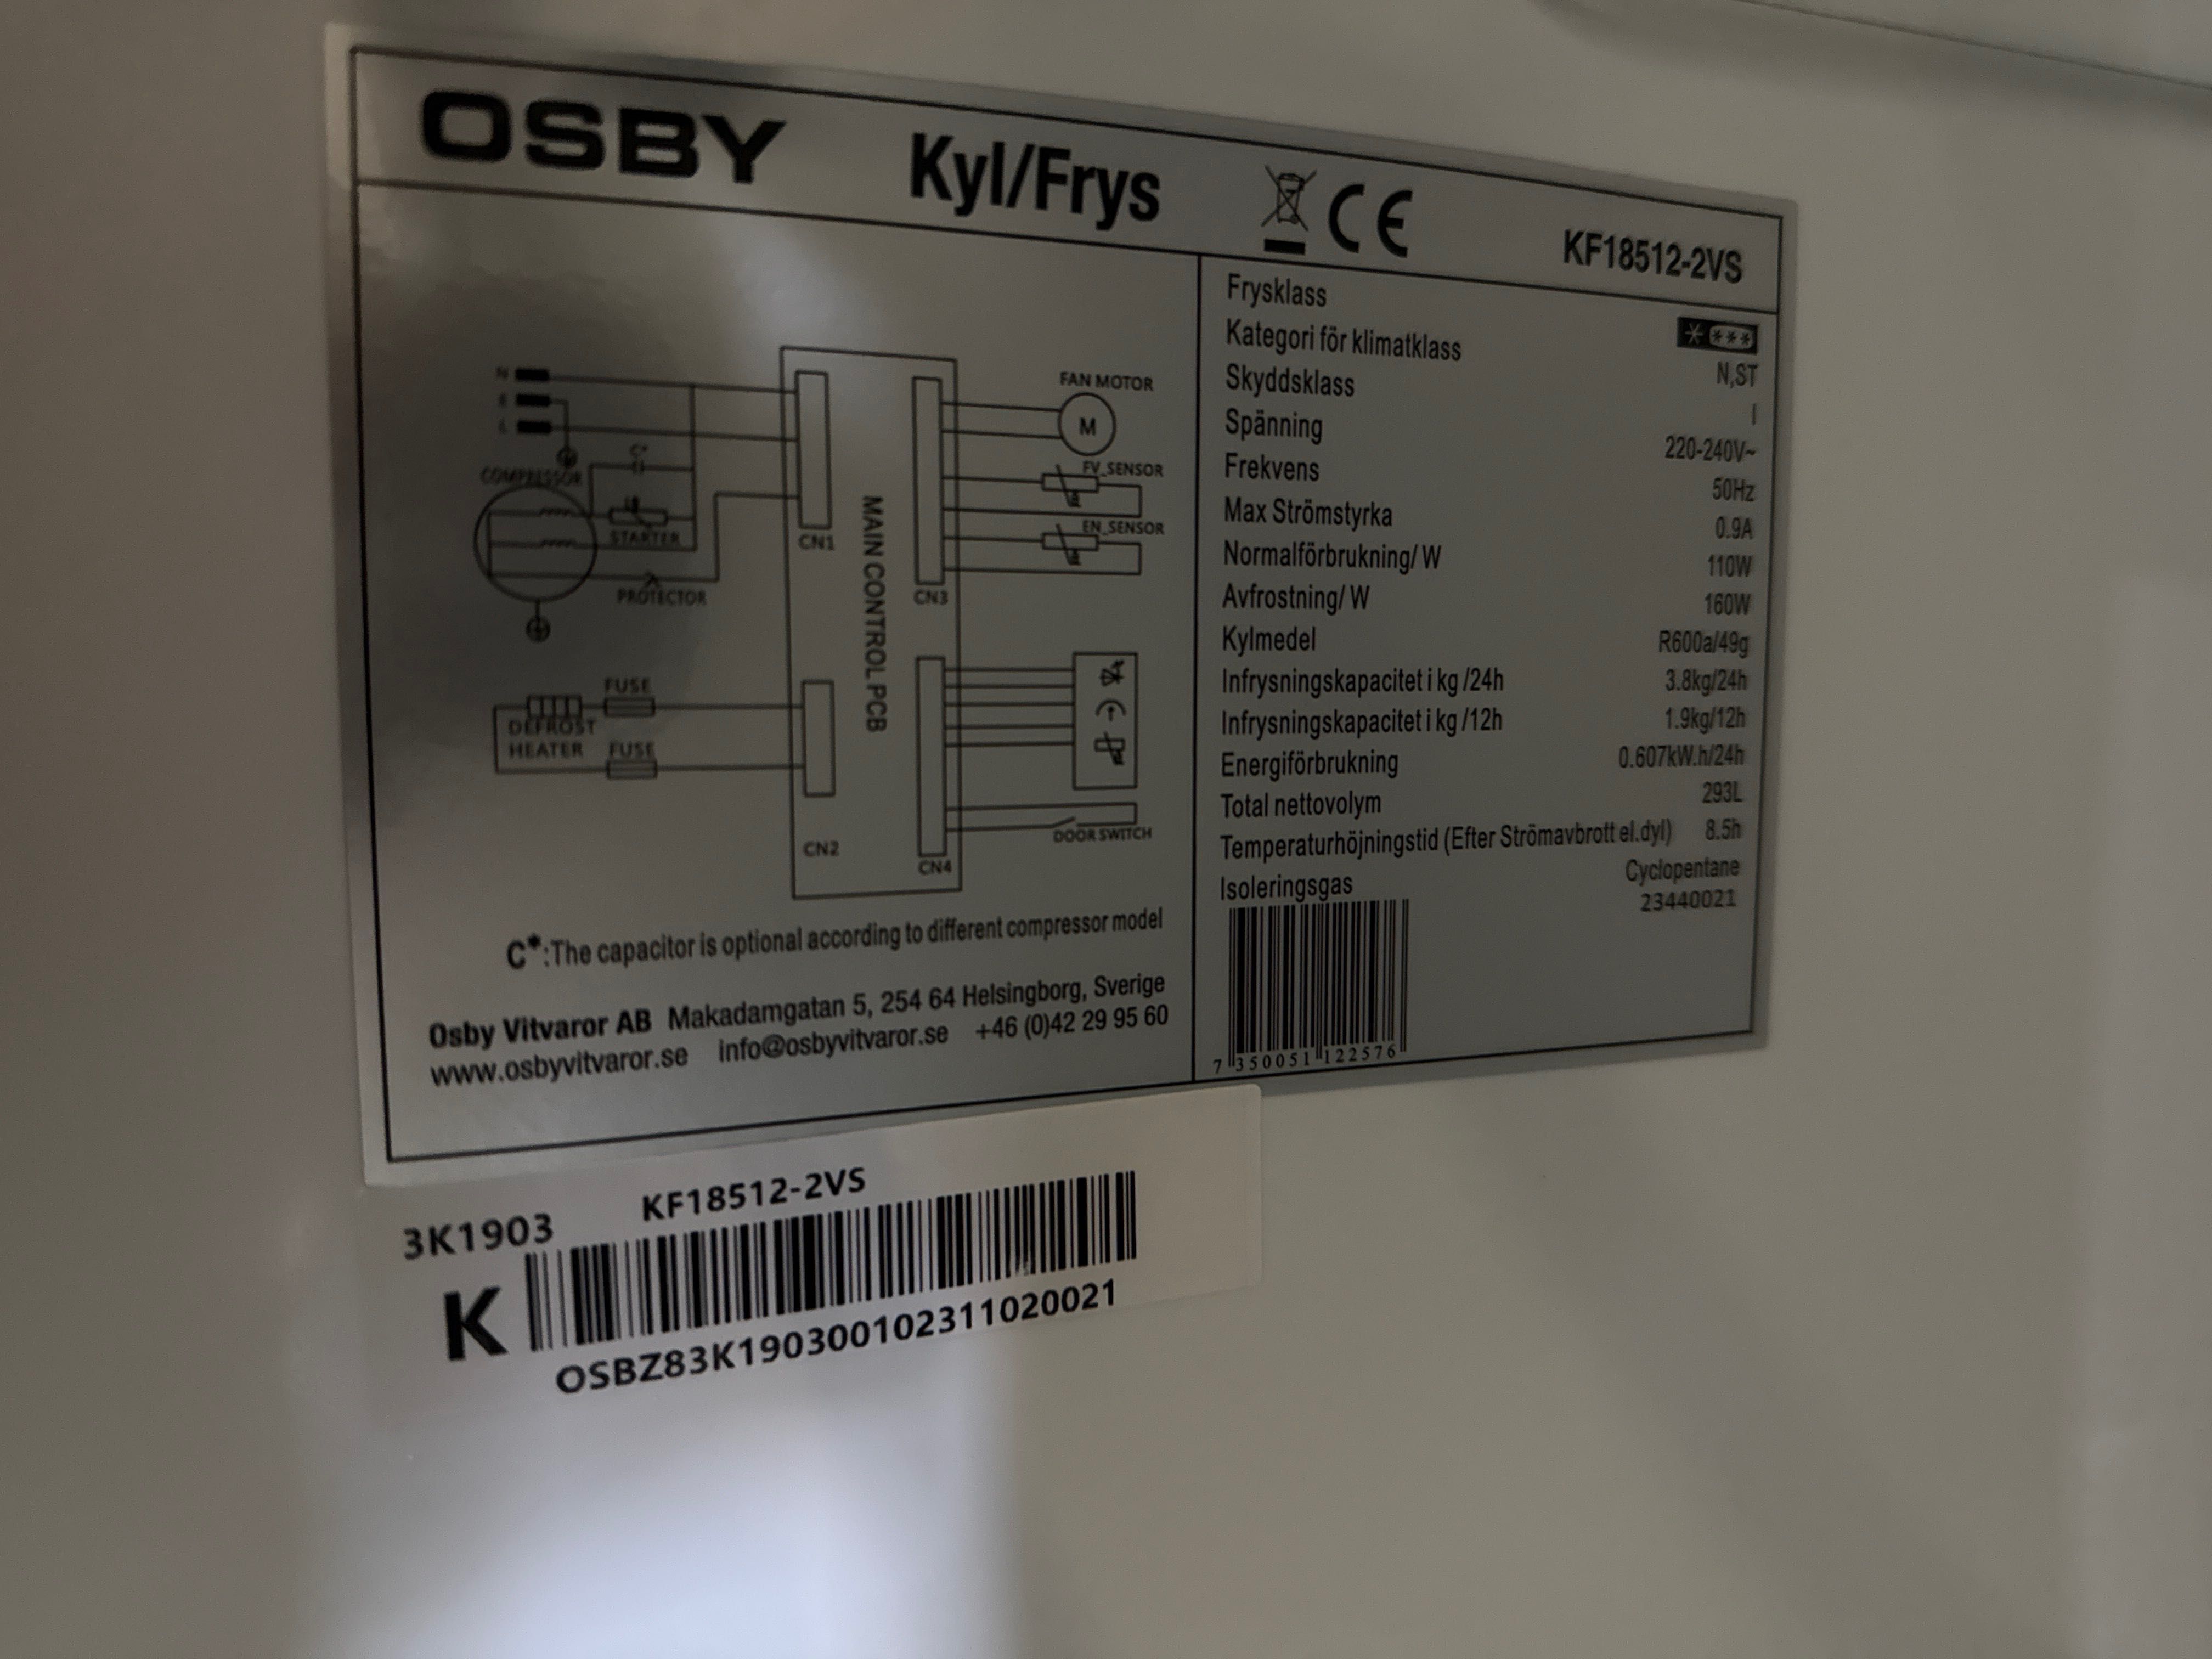 OSBY Kyl/Frys CE KF18512-2VS
N
E
L
COMPRESSOR
C*
STARTER
PROTECTOR
FUSE
DEFROST
HEATER
FUSE
CN1
CN2
MAIN CONTROL PCB
CN3
CN4
FAN MOTOR
M
FV_SENSOR
EN_SENSOR
DOOR SWITCH
C*:The capacitor is optional according to different compressor model
Osby Vitvaror AB Makadamgatan 5, 254 64 Helsingborg, Sverige
www.osbyvitvaror.se info@osbyvitvaror.se +46 (0)42 29 95 60
Frysklass ****
Kategori för klimatklass N,ST
Skyddsklass I
Spänning 220-240V~
Frekvens 50Hz
Max Strömstyrka 0.9A
Normalförbrukning/ W 110W
Avfrostning/ W 160W
Kylmedel R600a/49g
Infrysningskapacitet i kg /24h 3.8kg/24h
Infrysningskapacitet i kg /12h 1.9kg/12h
Energiförbrukning 0.607kW.h/24h
Total nettovolym 293L
Temperaturhöjningstid (Efter Strömavbrott el.dyl) 8.5h
Isoleringsgas Cyclopentane
23440021
7 350051 122576
3K1903 KF18512-2VS
K
OSBZ83K190300102311020021